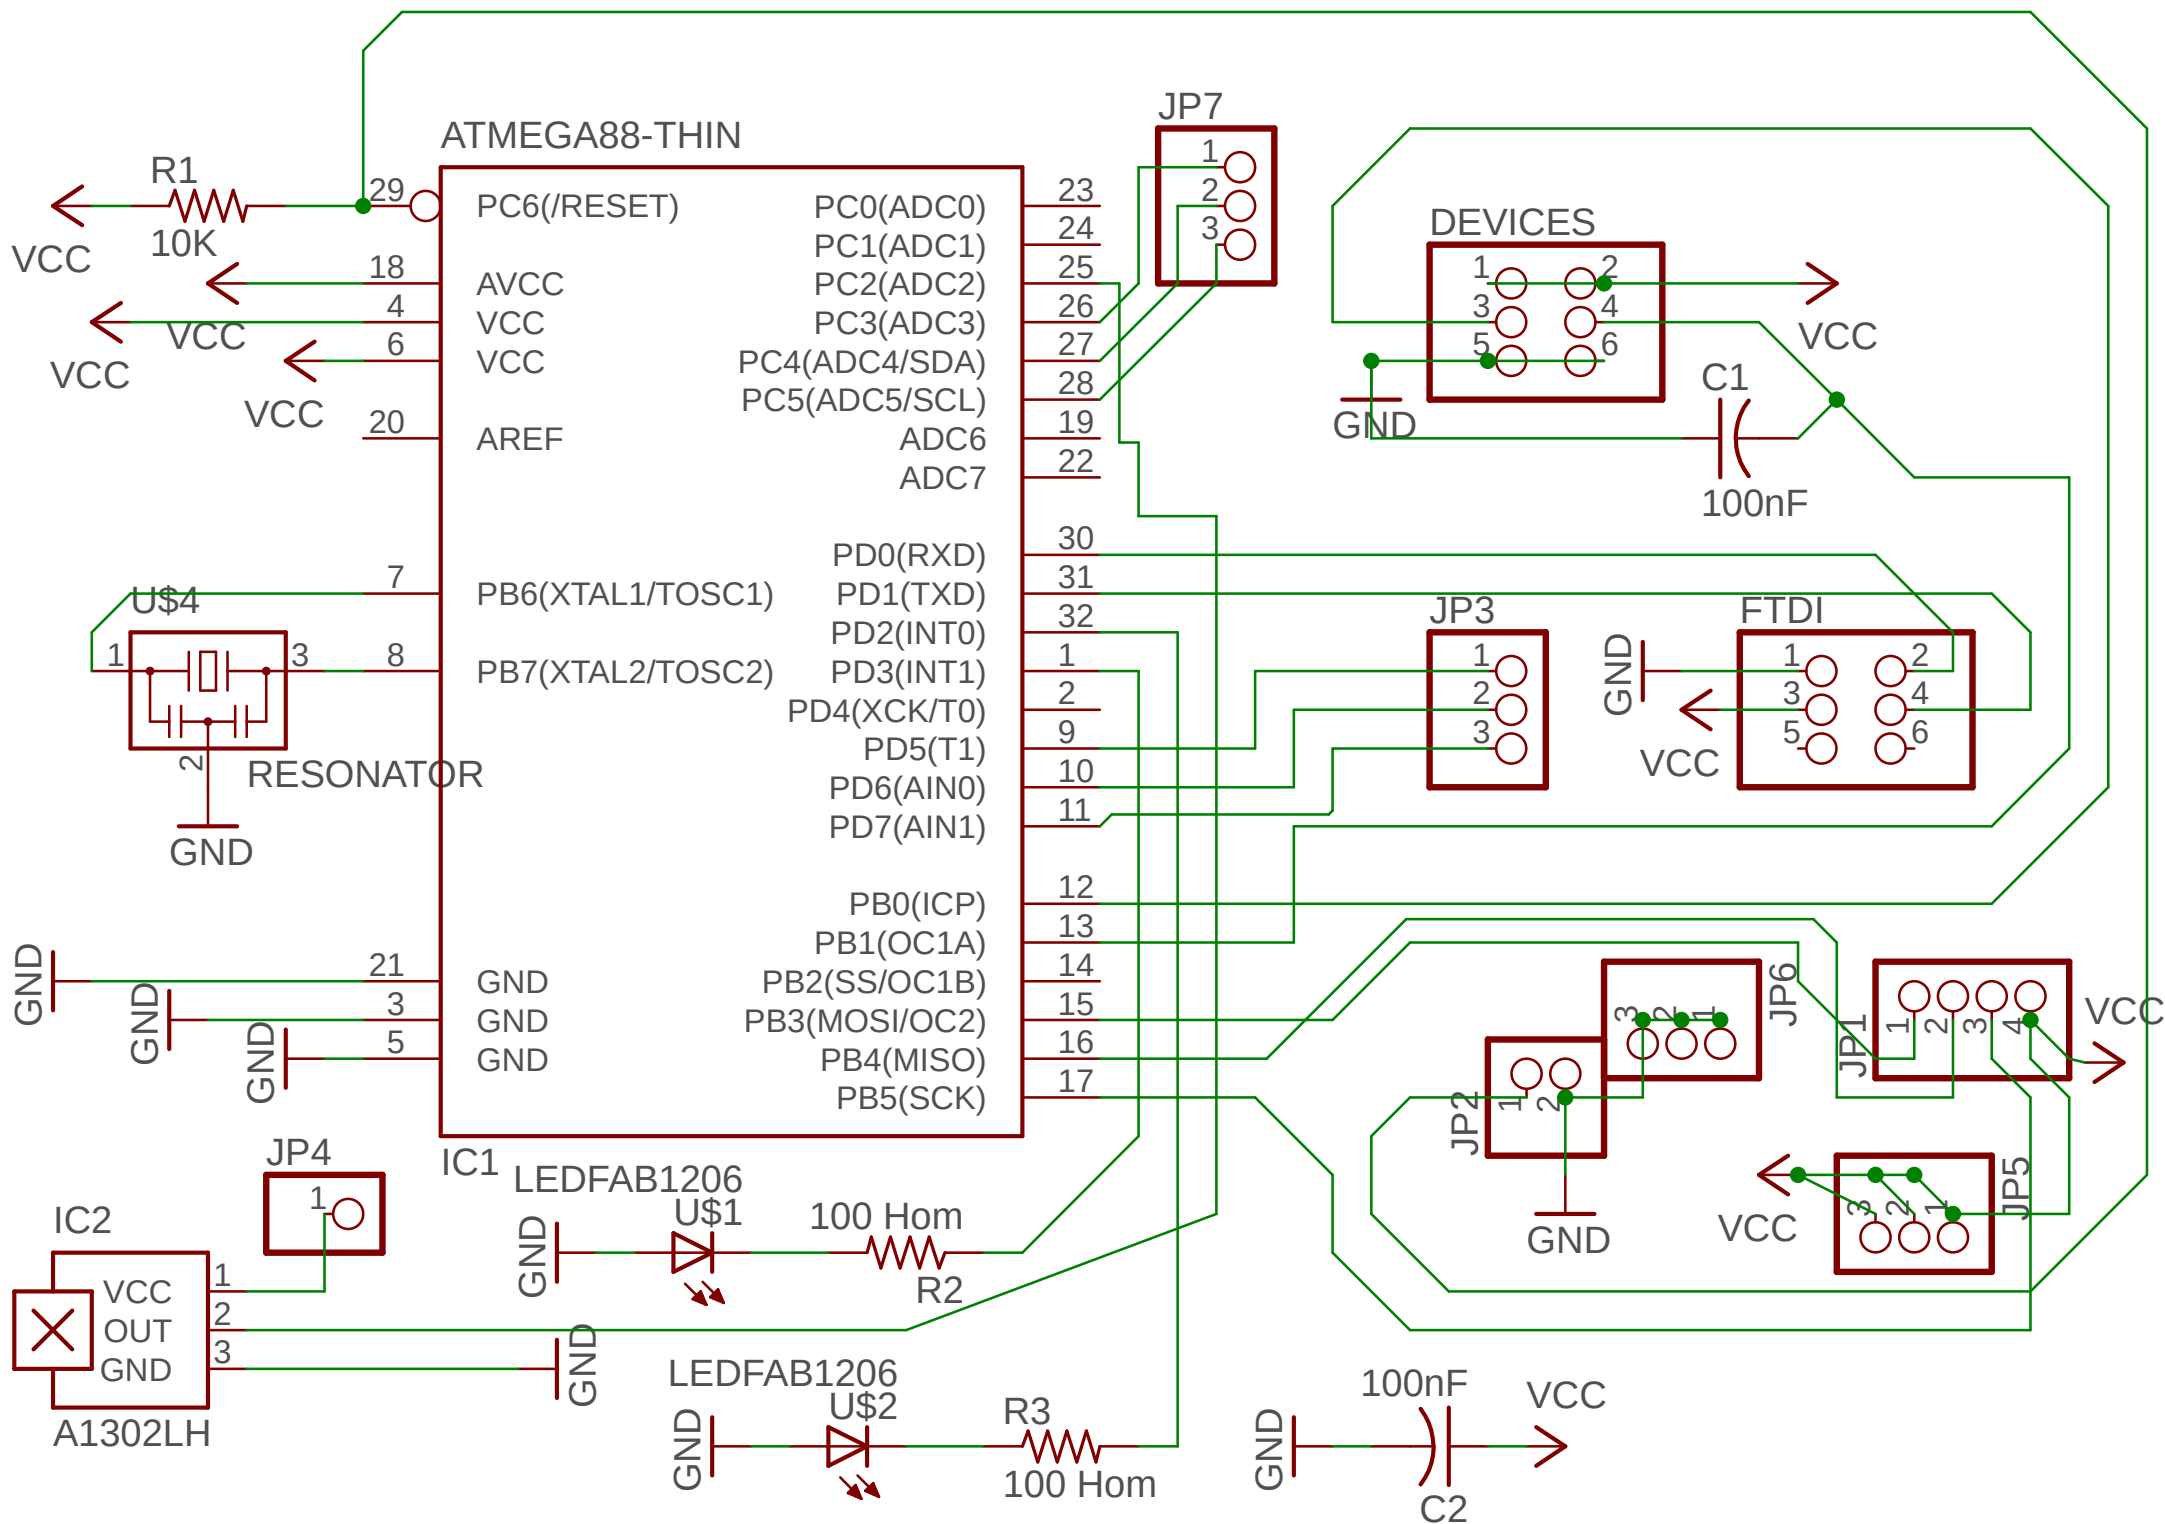 JP7
1
2
3
ATMEGA88-THIN
R1
10K
VCC
29
PC6(/RESET)
18
AVCC
VCC
4
VCC
VCC
6
VCC
VCC
20
AREF
7
PB6(XTAL1/TOSC1)
8
PB7(XTAL2/TOSC2)
U$4
1
3
2
RESONATOR
GND
21
GND
GND
3
GND
GND
5
GND
GND
PC0(ADC0)
23
PC1(ADC1)
24
PC2(ADC2)
25
PC3(ADC3)
26
PC4(ADC4/SDA)
27
PC5(ADC5/SCL)
28
ADC6
19
ADC7
22
PD0(RXD)
30
PD1(TXD)
31
PD2(INT0)
32
PD3(INT1)
1
PD4(XCK/T0)
2
PD5(T1)
9
PD6(AIN0)
10
PD7(AIN1)
11
PB0(ICP)
12
PB1(OC1A)
13
PB2(SS/OC1B)
14
PB3(MOSI/OC2)
15
PB4(MISO)
16
PB5(SCK)
17
IC1
DEVICES
1
2
3
4
5
6
VCC
GND
C1
100nF
JP3
1
2
3
FTDI
GND
VCC
1
2
3
4
5
6
JP6
3
2
1
JP2
1
2
GND
JP1
1
2
3
4
VCC
JP5
3
2
1
VCC
JP4
1
IC2
VCC
1
OUT
2
GND
3
A1302LH
GND
LEDFAB1206
U$1
GND
100 Hom
R2
LEDFAB1206
U$2
GND
R3
100 Hom
100nF
GND
VCC
C2